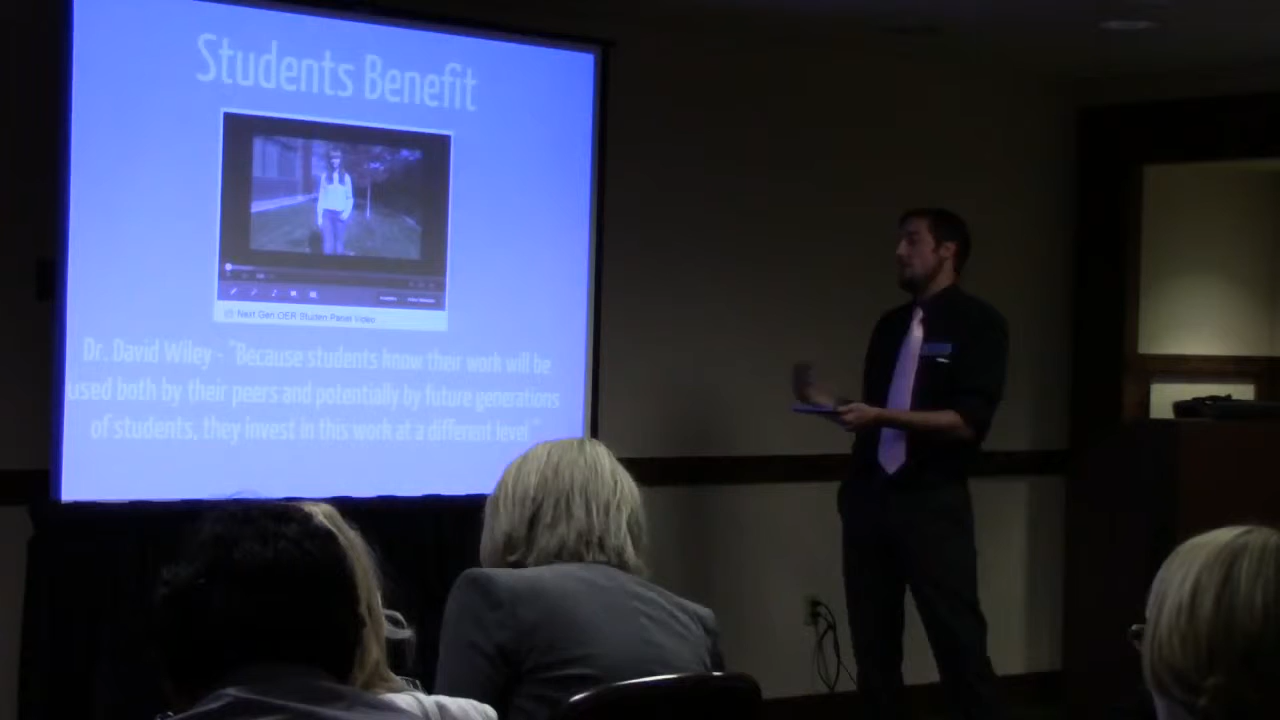 Students Benefit
Next Gen OER Studen Panel Video
Dr. David Wiley - "Because students know their work will be
used both by their peers and potentially by future generations
of students, they invest in this work at a different level."